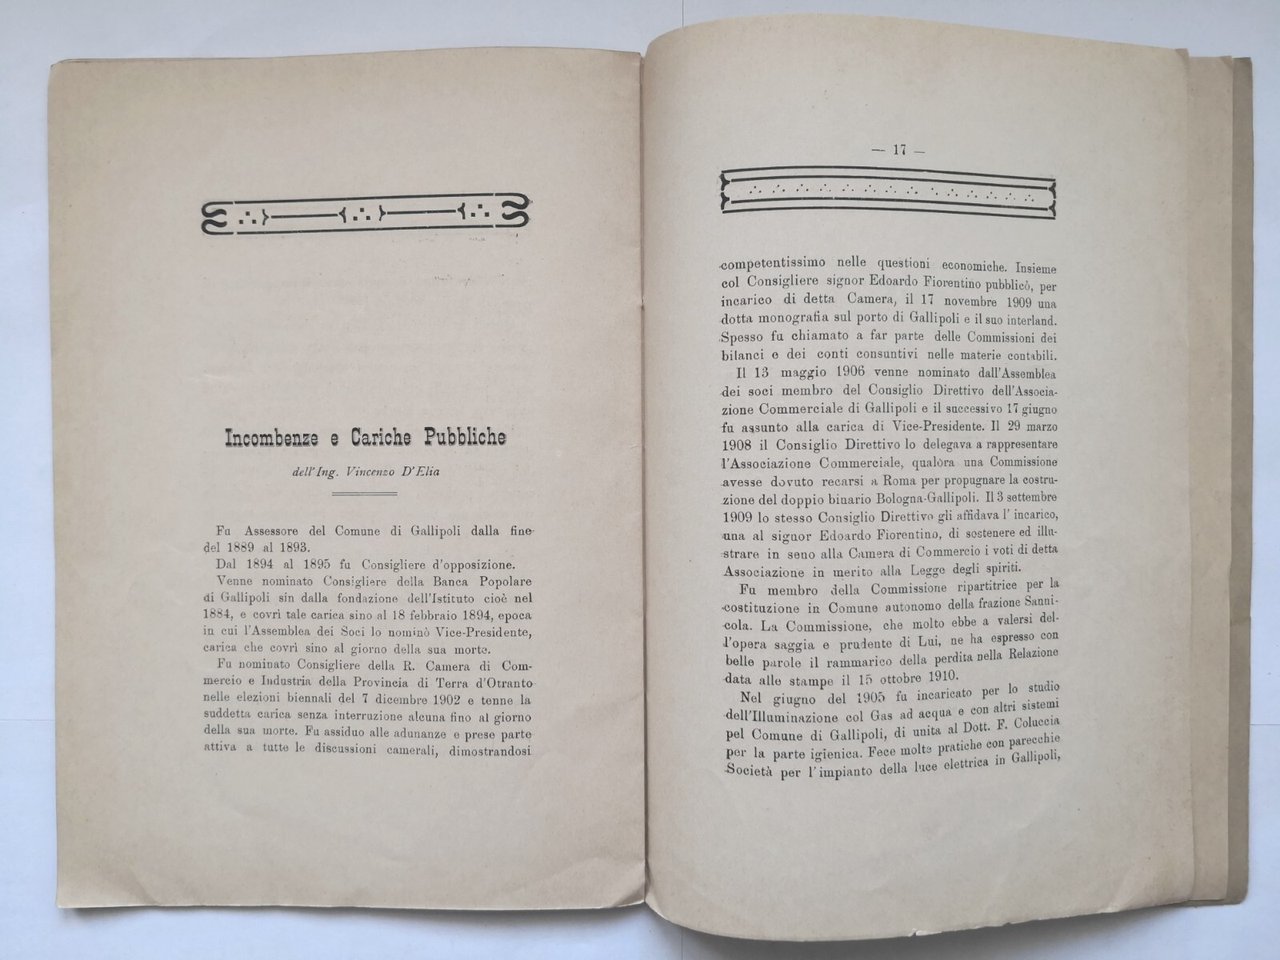 Incombenze e Cariche Pubbliche
dell'Ing. Vincenzo D'Elia
Fu Assessore del Comune di Gallipoli dalla fine
del 1889 al 1893.
Dal 1894 al 1895 fu Consigliere d'opposizione.
Venne nominato Consigliere della Banca Popolare
di Gallipoli sin dalla fondazione dell'Istituto cioè nel
1884, e covrì tale carica sino al 18 febbraio 1894, epoca
in cui l'Assemblea dei Soci lo nominò Vice-Presidente,
carica che covrì sino al giorno della sua morte.
Fu nominato Consigliere della R. Camera di Com-
mercio e Industria della Provincia di Terra d'Otranto
nelle elezioni biennali del 7 dicembre 1902 e tenne la
suddetta carica senza interruzione alcuna fino al giorno
della sua morte. Fu assiduo alle adunanze e prese parte
attiva a tutte le discussioni camerali, dimostrandosi
— 17 —
competentissimo nelle questioni economiche. Insieme
col Consigliere signor Edoardo Fiorentino pubblicò, per
incarico di detta Camera, il 17 novembre 1909 una
dotta monografia sul porto di Gallipoli e il suo interland.
Spesso fu chiamato a far parte delle Commissioni dei
bilanci e dei conti consuntivi nelle materie contabili.
Il 13 maggio 1906 venne nominato dall'Assemblea
dei soci membro del Consiglio Direttivo dell'Associa-
zione Commerciale di Gallipoli e il successivo 17 giugno
fu assunto alla carica di Vice-Presidente. Il 29 marzo
1908 il Consiglio Direttivo lo delegava a rappresentare
l'Associazione Commerciale, qualòra una Commissione
avesse dovuto recarsi a Roma per propugnare la costru-
zione del doppio binario Bologna-Gallipoli. Il 3 settembre
1909 lo stesso Consiglio Direttivo gli affidava l'incarico,
una al signor Edoardo Fiorentino, di sostenere ed illu-
strare in seno alla Camera di Commercio i voti di detta
Associazione in merito alla Legge degli spiriti.
Fu membro della Commissione ripartitrice per la
costituzione in Comune autonomo della frazione Sanni-
cola. La Commissione, che molto ebbe a valersi del-
l'opera saggia e prudente di Lui, ne ha espresso con
belle parole il rammarico della perdita nella Relazione
data alle stampe il 15 ottobre 1910.
Nel giugno del 1905 fu incaricato per lo studio
dell'Illuminazione col Gas ad acqua e con altri sistemi
pel Comune di Gallipoli, di unita al Dott. F. Coluccia
per la parte igienica. Fece molte pratiche con parecchie
Società per l'impianto della luce elettrica in Gallipoli,